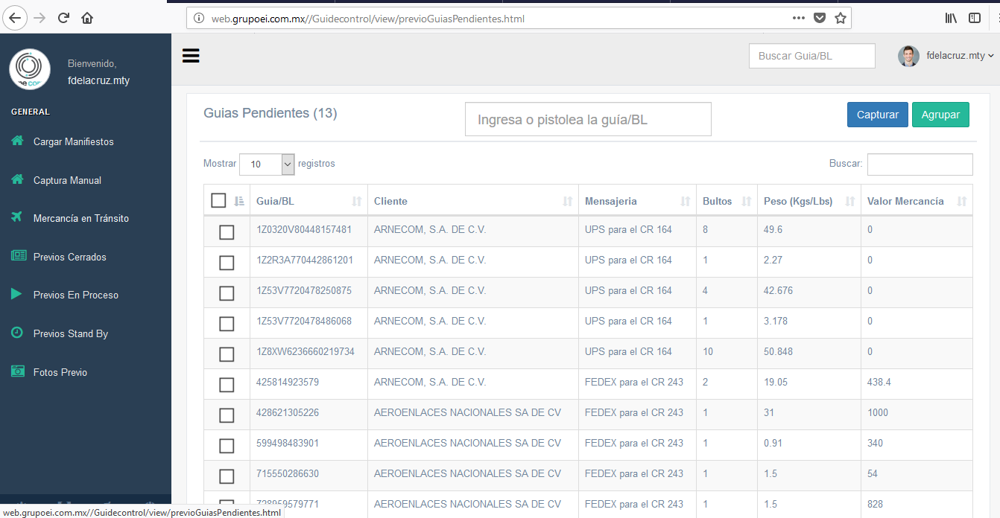 web.grupoei.com.mx//Guidecontrol/view/previoGuiasPendientes.html
Bienvenido,
fdelacruz.mty
Buscar Guia/BL
fdelacruz.mty
GENERAL
Cargar Manifiestos
Captura Manual
Mercancía en Tránsito
Previos Cerrados
Previos En Proceso
Previos Stand By
Fotos Previo
Guias Pendientes (13)
Ingresa o pistolea la guía/BL
Capturar
Agrupar
Mostrar 10 registros
Buscar:
Guia/BL Cliente Mensajeria Bultos Peso (Kgs/Lbs) Valor Mercancía
1Z0320V80448157481 ARNECOM, S.A. DE C.V. UPS para el CR 164 8 49.6 0
1Z2R3A770442861201 ARNECOM, S.A. DE C.V. UPS para el CR 164 1 2.27 0
1Z53V7720478250875 ARNECOM, S.A. DE C.V. UPS para el CR 164 4 42.676 0
1Z53V7720478486068 ARNECOM, S.A. DE C.V. UPS para el CR 164 1 3.178 0
1Z8XW6236660219734 ARNECOM, S.A. DE C.V. UPS para el CR 164 10 50.848 0
425814923579 ARNECOM, S.A. DE C.V. FEDEX para el CR 243 2 19.05 438.4
428621305226 AEROENLACES NACIONALES SA DE CV FEDEX para el CR 243 1 31 1000
599498483901 AEROENLACES NACIONALES SA DE CV FEDEX para el CR 243 1 0.91 340
715550286630 AEROENLACES NACIONALES SA DE CV FEDEX para el CR 243 1 1.5 54
AEROENLACES NACIONALES SA DE CV FEDEX para el CR 243 1 1.5 828
web.grupoei.com.mx//Guidecontrol/view/previoGuiasPendientes.html